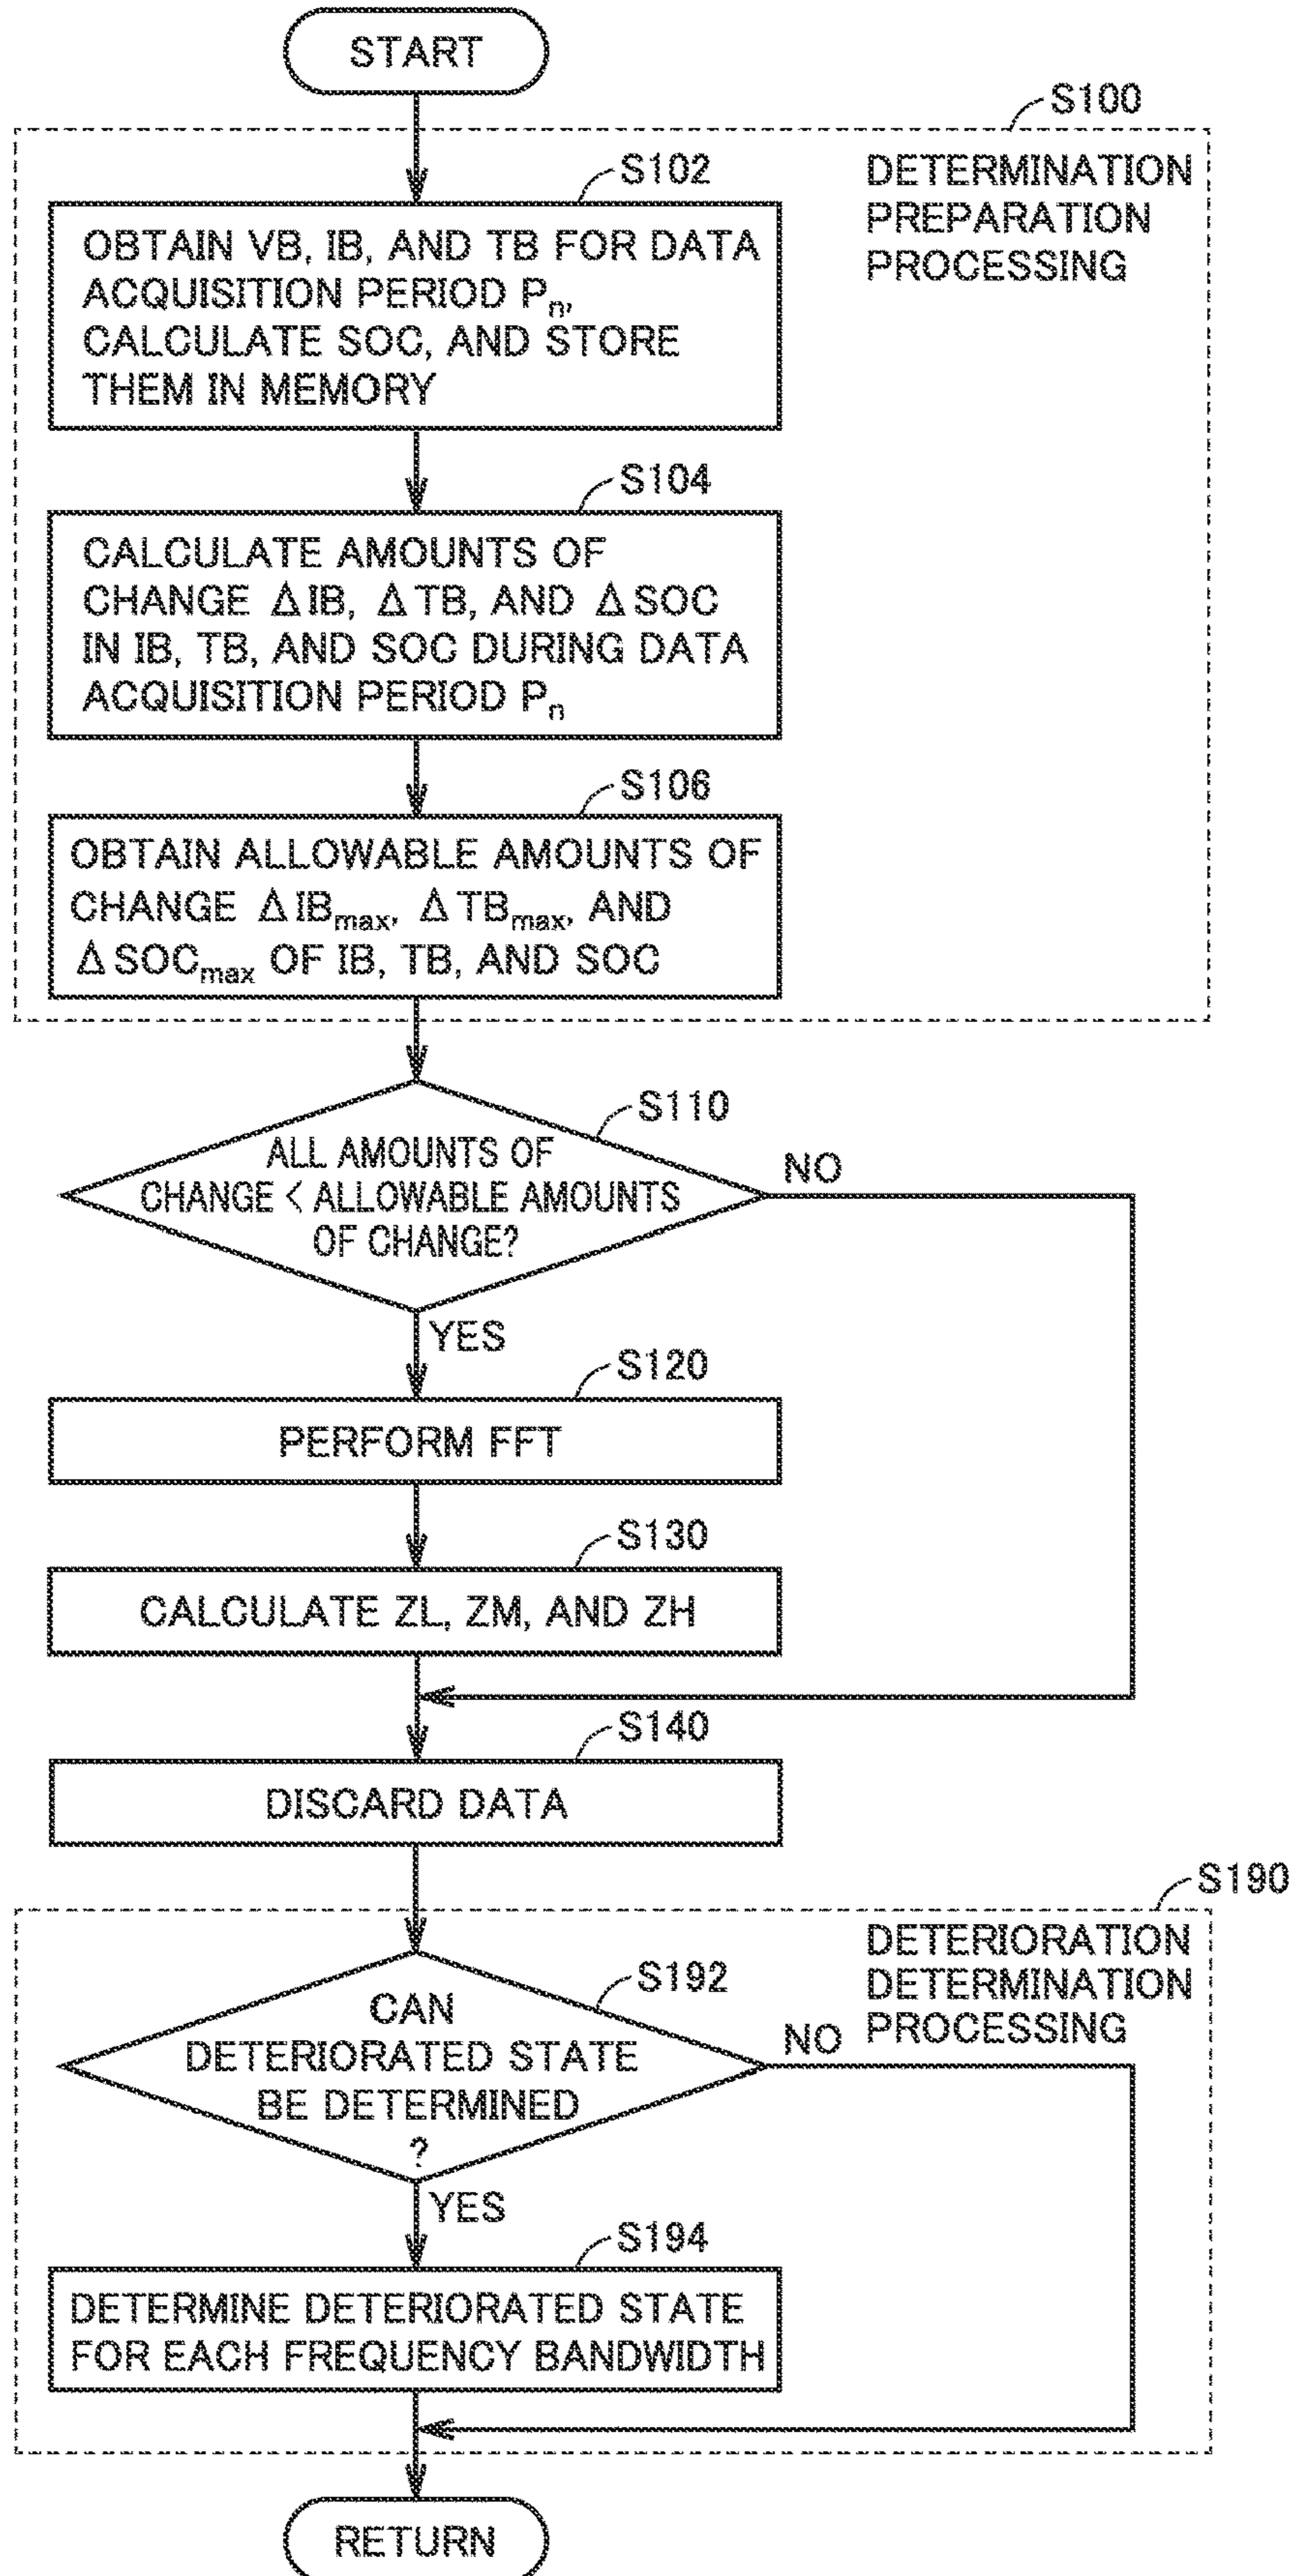 START
S100
DETERMINATION
PREPARATION
PROCESSING
S102
OBTAIN VB, IB, AND TB FOR DATA
ACQUISITION PERIOD Pn,
CALCULATE SOC, AND STORE
THEM IN MEMORY
S104
CALCULATE AMOUNTS OF
CHANGE ΔIB, ΔTB, AND ΔSOC
IN IB, TB, AND SOC DURING DATA
ACQUISITION PERIOD Pn
S106
OBTAIN ALLOWABLE AMOUNTS OF
CHANGE ΔIBmax, ΔTBmax, AND
ΔSOCmax OF IB, TB, AND SOC
S110
ALL AMOUNTS OF
CHANGE < ALLOWABLE AMOUNTS
OF CHANGE?
NO
YES
S120
PERFORM FFT
S130
CALCULATE ZL, ZM, AND ZH
S140
DISCARD DATA
S190
DETERIORATION
DETERMINATION
PROCESSING
S192
CAN
DETERIORATED STATE
BE DETERMINED
?
NO
YES
S194
DETERMINE DETERIORATED STATE
FOR EACH FREQUENCY BANDWIDTH
RETURN